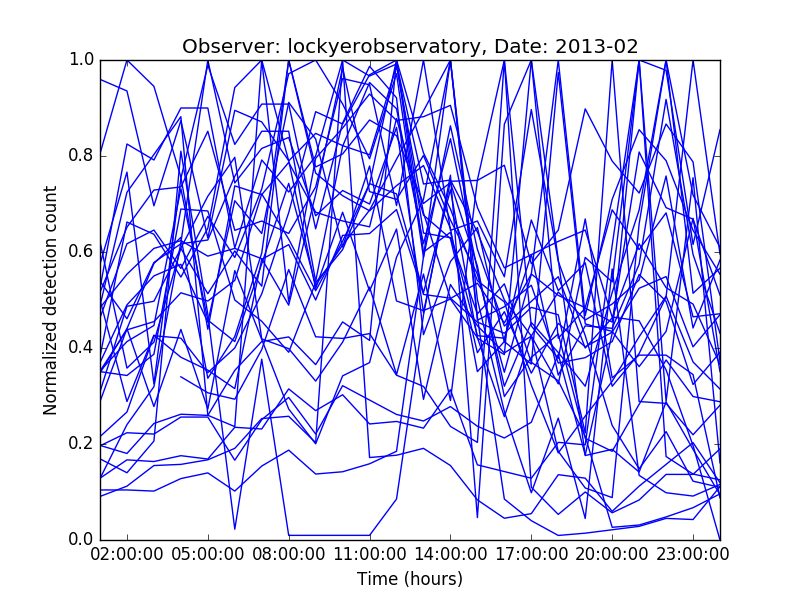 Observer: lockyerobservatory, Date: 2013-02
1.0
0.8
0.6
0.4
0.2
0.0
Normalized detection count
02:00:00 05:00:00 08:00:00 11:00:00 14:00:00 17:00:00 20:00:00 23:00:00
Time (hours)